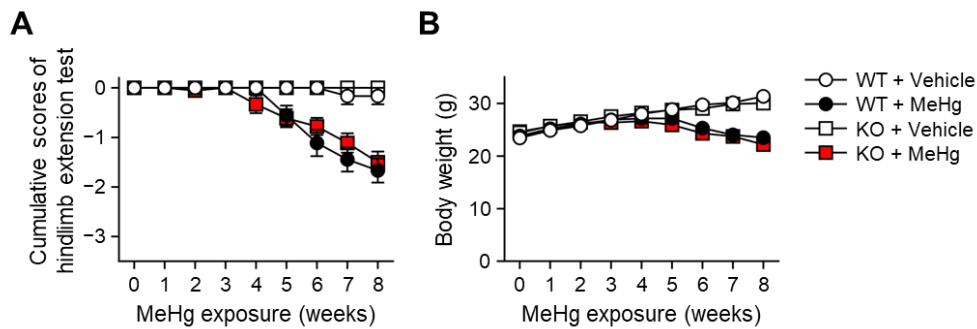 A
Cumulative scores of
hindlimb extension test
0
−1
−2
−3
0 1 2 3 4 5 6 7 8
MeHg exposure (weeks)
B
Body weight (g)
30
20
10
0
0 1 2 3 4 5 6 7 8
MeHg exposure (weeks)
WT + Vehicle
WT + MeHg
KO + Vehicle
KO + MeHg